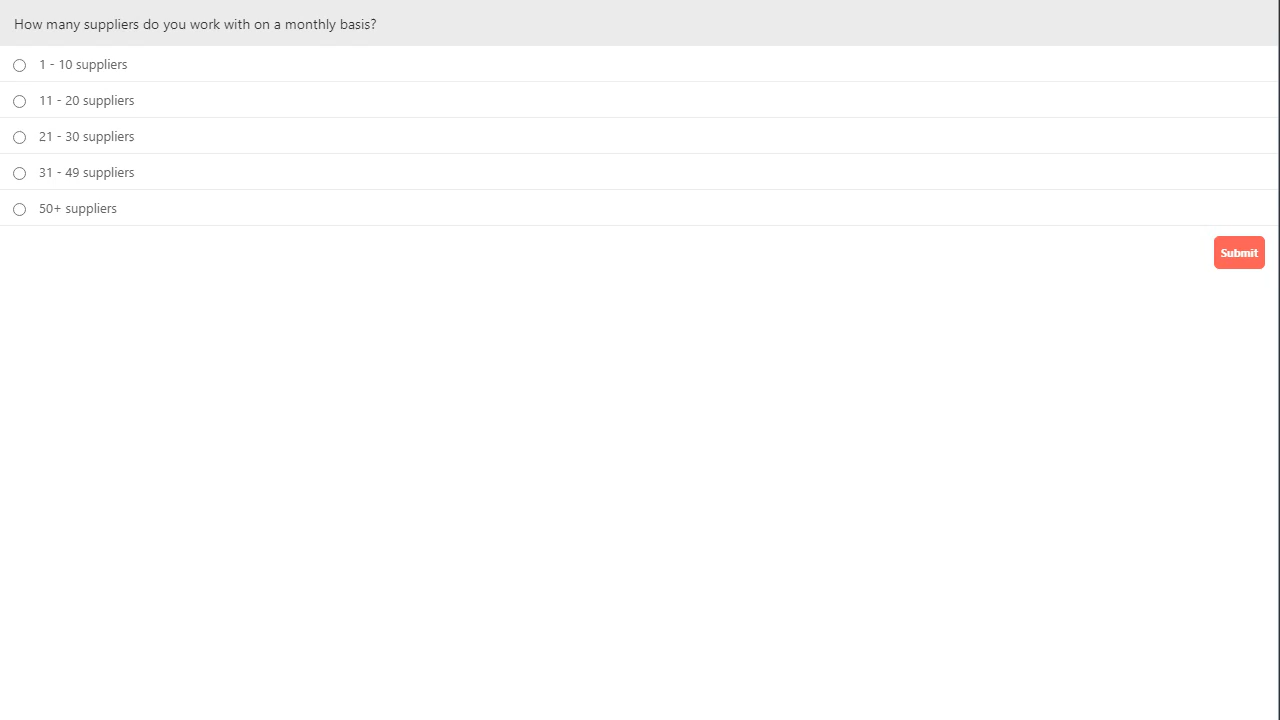 How many suppliers do you work with on a monthly basis?
1 - 10 suppliers
11 - 20 suppliers
21 - 30 suppliers
31 - 49 suppliers
50+ suppliers
Submit